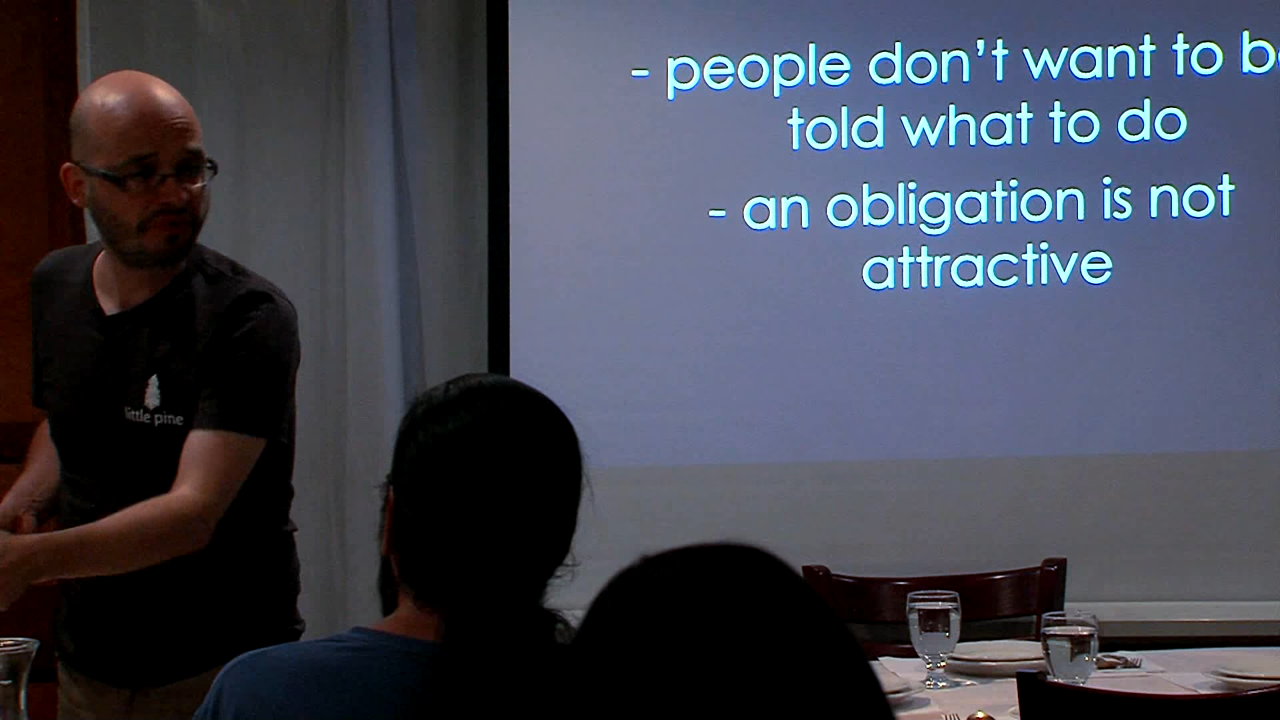 - people don't want to
told what to do
- an obligation is not
attractive
little pine